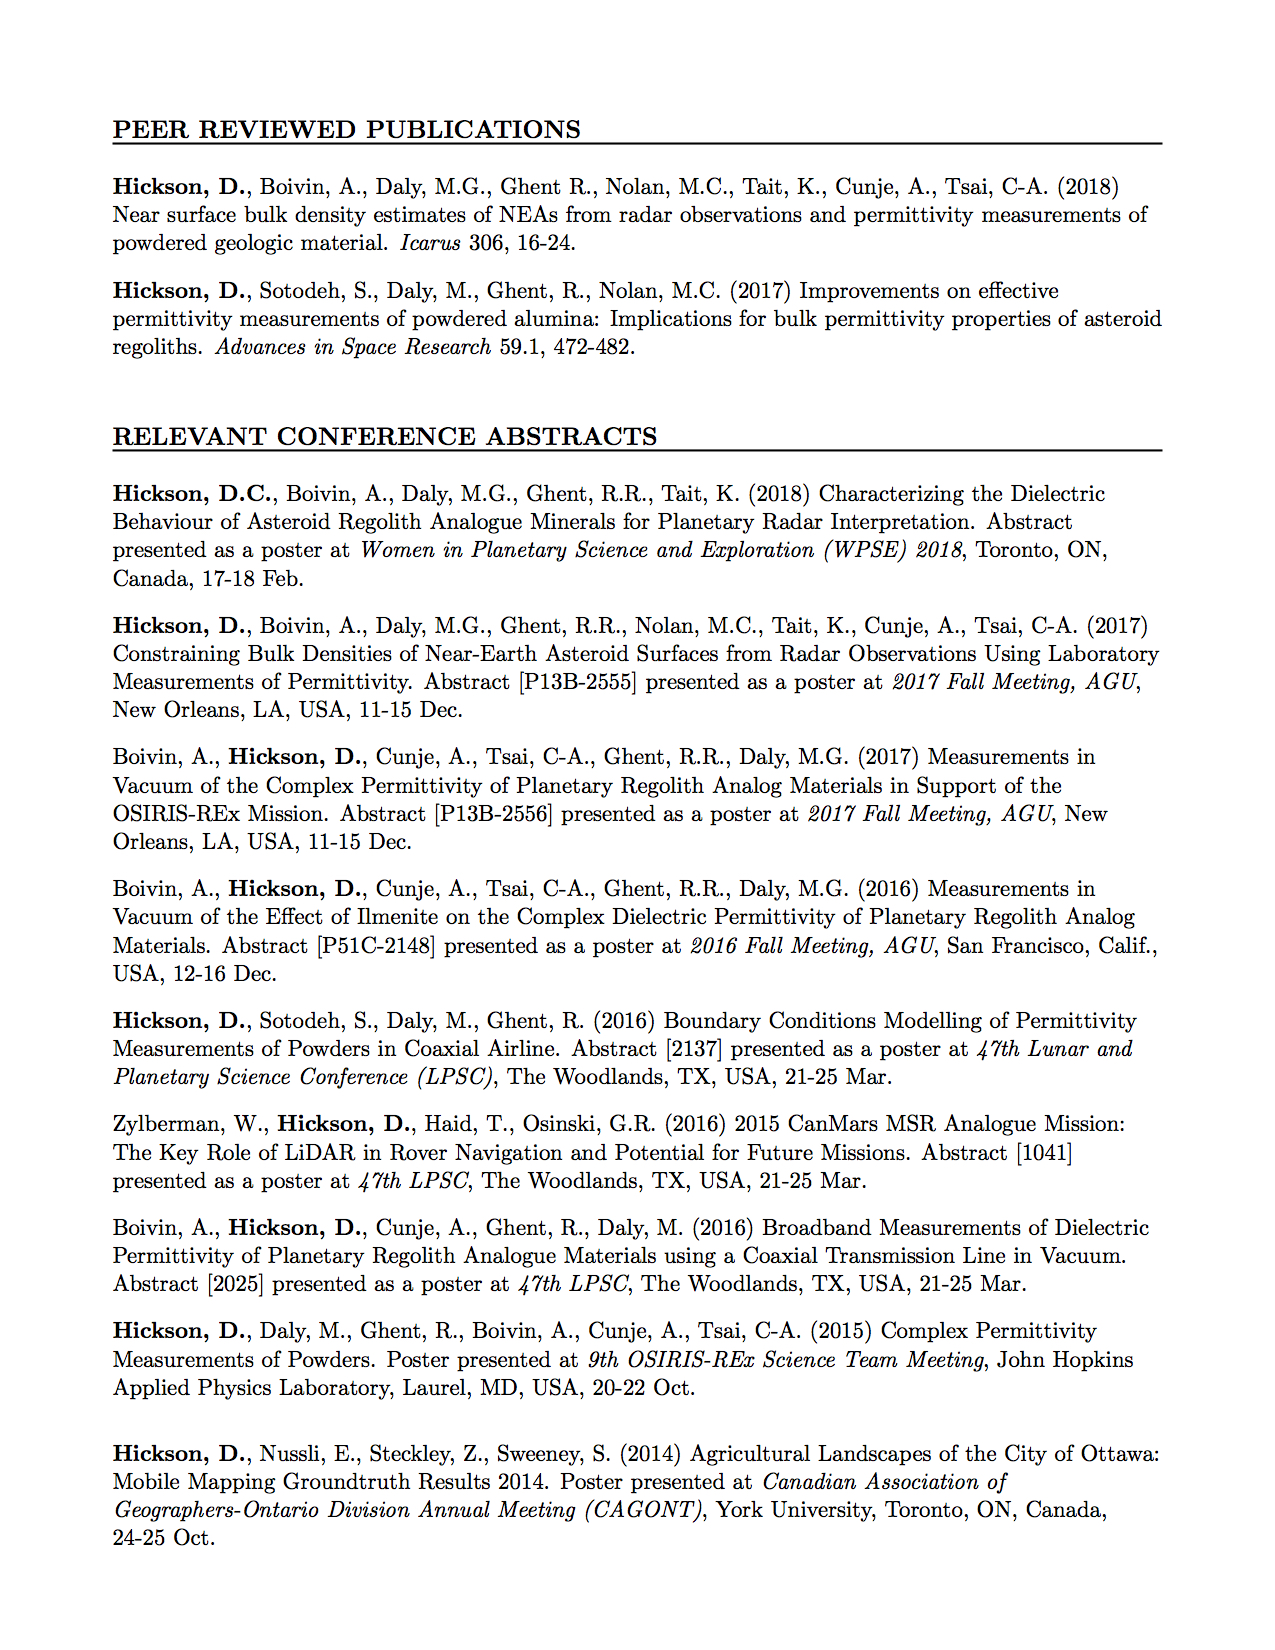 PEER REVIEWED PUBLICATIONS
Hickson, D., Boivin, A., Daly, M.G., Ghent R., Nolan, M.C., Tait, K., Cunje, A., Tsai, C-A. (2018)
Near surface bulk density estimates of NEAs from radar observations and permittivity measurements of
powdered geologic material. Icarus 306, 16-24.
Hickson, D., Sotodeh, S., Daly, M., Ghent, R., Nolan, M.C. (2017) Improvements on effective
permittivity measurements of powdered alumina: Implications for bulk permittivity properties of asteroid
regoliths. Advances in Space Research 59.1, 472-482.
RELEVANT CONFERENCE ABSTRACTS
Hickson, D.C., Boivin, A., Daly, M.G., Ghent, R.R., Tait, K. (2018) Characterizing the Dielectric
Behaviour of Asteroid Regolith Analogue Minerals for Planetary Radar Interpretation. Abstract
presented as a poster at Women in Planetary Science and Exploration (WPSE) 2018, Toronto, ON,
Canada, 17-18 Feb.
Hickson, D., Boivin, A., Daly, M.G., Ghent, R.R., Nolan, M.C., Tait, K., Cunje, A., Tsai, C-A. (2017)
Constraining Bulk Densities of Near-Earth Asteroid Surfaces from Radar Observations Using Laboratory
Measurements of Permittivity. Abstract [P13B-2555] presented as a poster at 2017 Fall Meeting, AGU,
New Orleans, LA, USA, 11-15 Dec.
Boivin, A., Hickson, D., Cunje, A., Tsai, C-A., Ghent, R.R., Daly, M.G. (2017) Measurements in
Vacuum of the Complex Permittivity of Planetary Regolith Analog Materials in Support of the
OSIRIS-REx Mission. Abstract [P13B-2556] presented as a poster at 2017 Fall Meeting, AGU, New
Orleans, LA, USA, 11-15 Dec.
Boivin, A., Hickson, D., Cunje, A., Tsai, C-A., Ghent, R.R., Daly, M.G. (2016) Measurements in
Vacuum of the Effect of Ilmenite on the Complex Dielectric Permittivity of Planetary Regolith Analog
Materials. Abstract [P51C-2148] presented as a poster at 2016 Fall Meeting, AGU, San Francisco, Calif.,
USA, 12-16 Dec.
Hickson, D., Sotodeh, S., Daly, M., Ghent, R. (2016) Boundary Conditions Modelling of Permittivity
Measurements of Powders in Coaxial Airline. Abstract [2137] presented as a poster at 47th Lunar and
Planetary Science Conference (LPSC), The Woodlands, TX, USA, 21-25 Mar.
Zylberman, W., Hickson, D., Haid, T., Osinski, G.R. (2016) 2015 CanMars MSR Analogue Mission:
The Key Role of LiDAR in Rover Navigation and Potential for Future Missions. Abstract [1041]
presented as a poster at 47th LPSC, The Woodlands, TX, USA, 21-25 Mar.
Boivin, A., Hickson, D., Cunje, A., Ghent, R., Daly, M. (2016) Broadband Measurements of Dielectric
Permittivity of Planetary Regolith Analogue Materials using a Coaxial Transmission Line in Vacuum.
Abstract [2025] presented as a poster at 47th LPSC, The Woodlands, TX, USA, 21-25 Mar.
Hickson, D., Daly, M., Ghent, R., Boivin, A., Cunje, A., Tsai, C-A. (2015) Complex Permittivity
Measurements of Powders. Poster presented at 9th OSIRIS-REx Science Team Meeting, John Hopkins
Applied Physics Laboratory, Laurel, MD, USA, 20-22 Oct.
Hickson, D., Nussli, E., Steckley, Z., Sweeney, S. (2014) Agricultural Landscapes of the City of Ottawa:
Mobile Mapping Groundtruth Results 2014. Poster presented at Canadian Association of
Geographers-Ontario Division Annual Meeting (CAGONT), York University, Toronto, ON, Canada,
24-25 Oct.